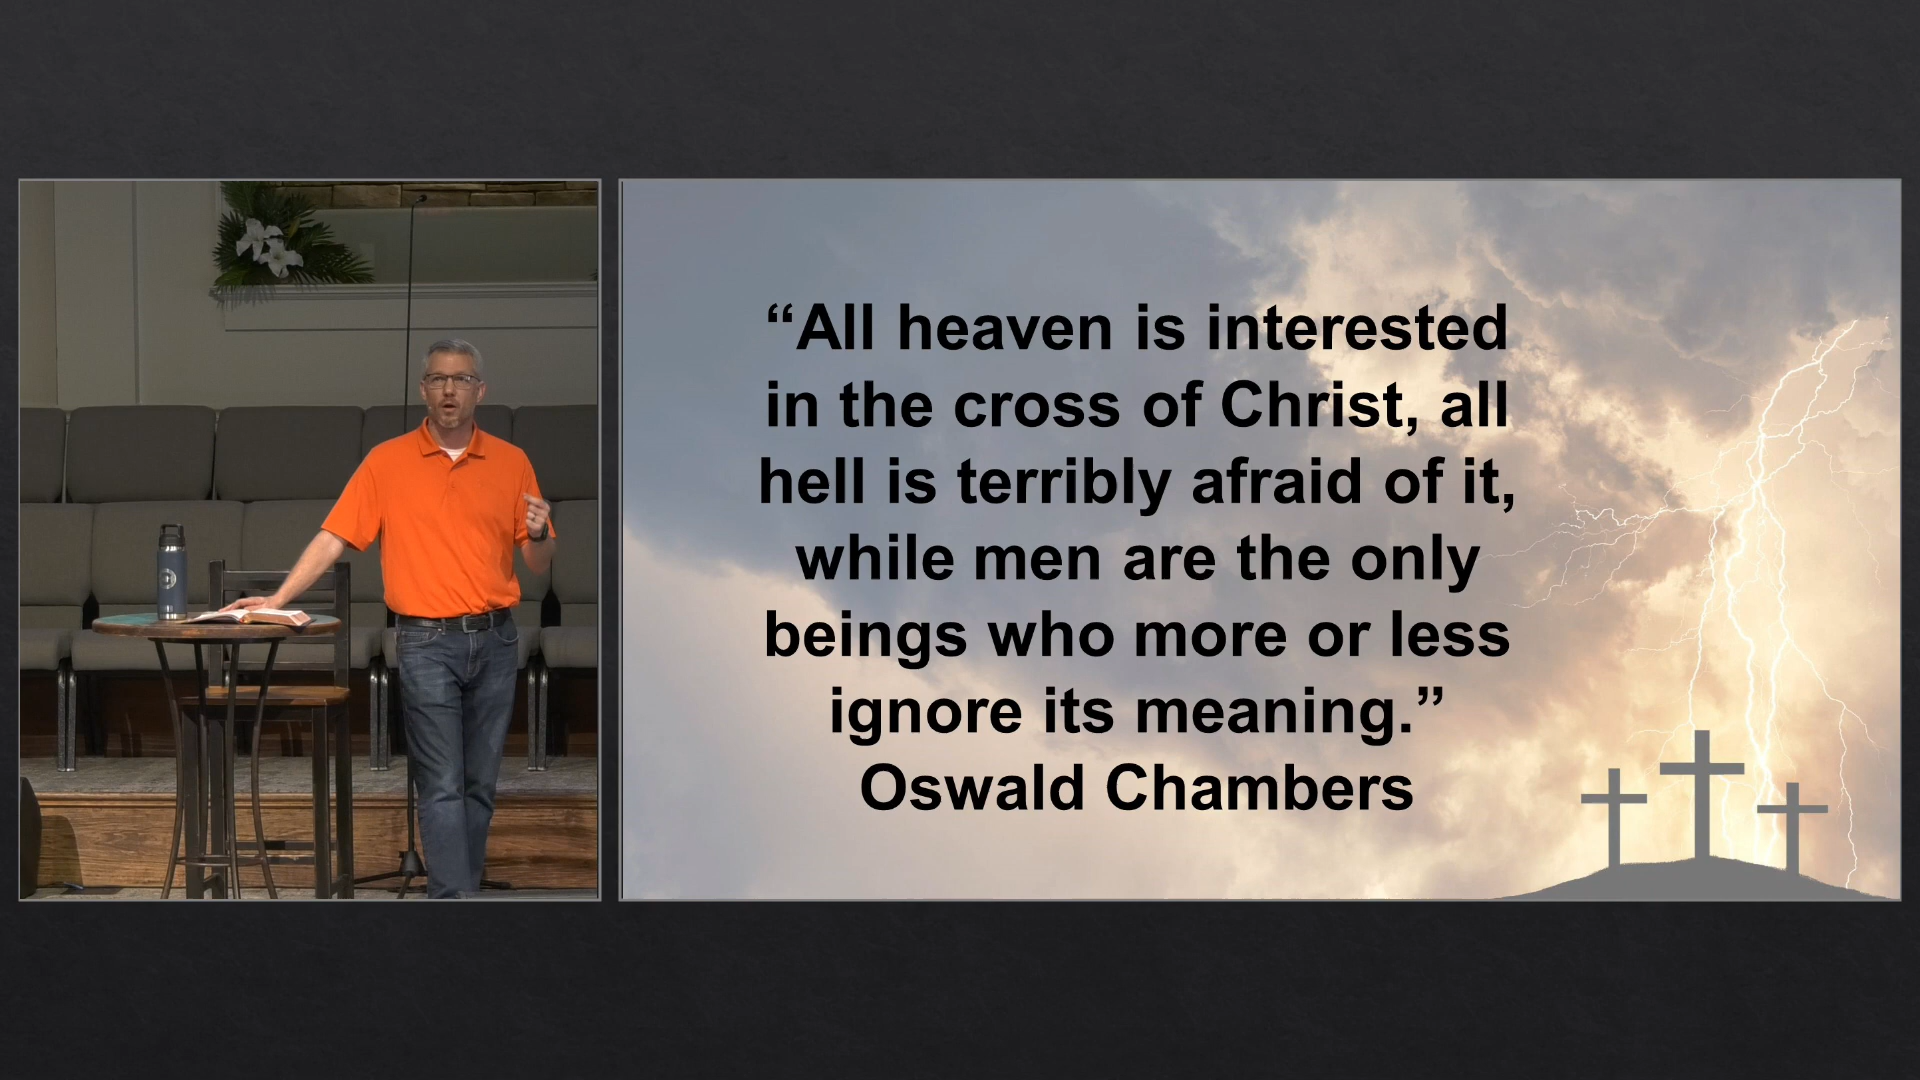 “All heaven is interested
in the cross of Christ, all
hell is terribly afraid of it,
while men are the only
beings who more or less
ignore its meaning.”
Oswald Chambers